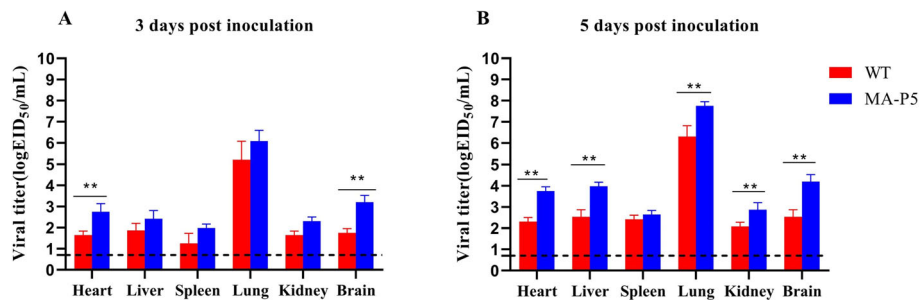 A
3 days post inoculation
Viral titer(logEID50/mL)
10
9
8
7
6
5
4
3
2
1
0
**
**
Heart Liver Spleen Lung Kidney Brain
B
5 days post inoculation
Viral titer(logEID50/mL)
10
9
8
7
6
5
4
3
2
1
0
**
**
**
**
**
Heart Liver Spleen Lung Kidney Brain
WT
MA-P5